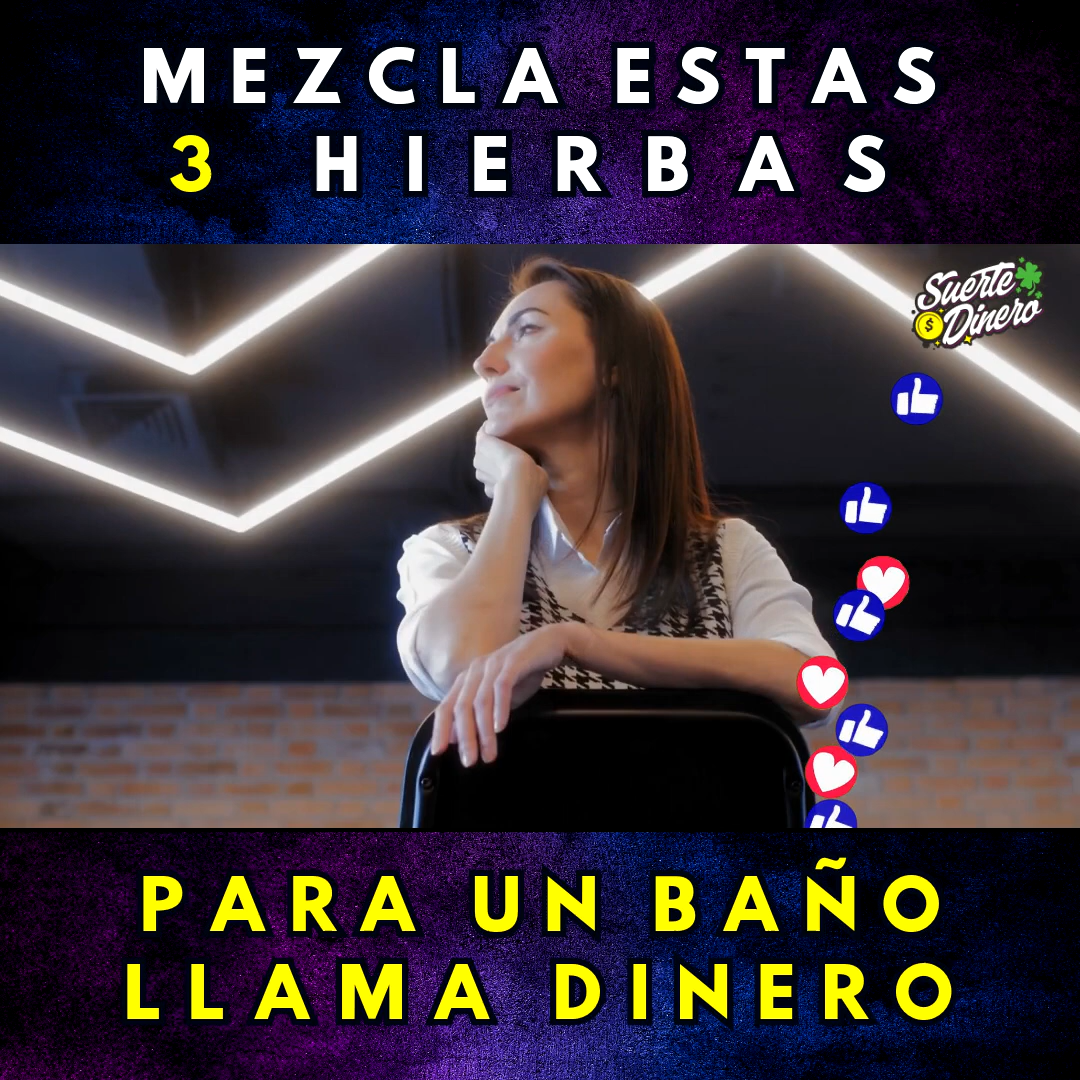 MEZCLA ESTAS
3 HIERBAS
Suerte
$
Dinero
PARA UN BAÑO
LLAMA DINERO